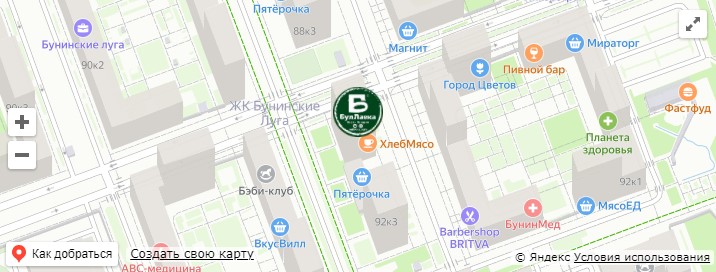 Пятёрочка
88к3
Магнит
Бунинские луга
90к2
Мираторг
Пивной бар
Город Цветов
Фастфуд
ЖК Бунинские
Луга
БулЛавка
ХлебМясо
Планета
здоровья
Бэби-клуб
Пятёрочка
92к1
МясоЕД
92к3
Barbershop
BRITVA
БунинМед
ВкусВилл
Как добраться
Создать свою карту
АВС-медицина
© Яндекс Условия использования